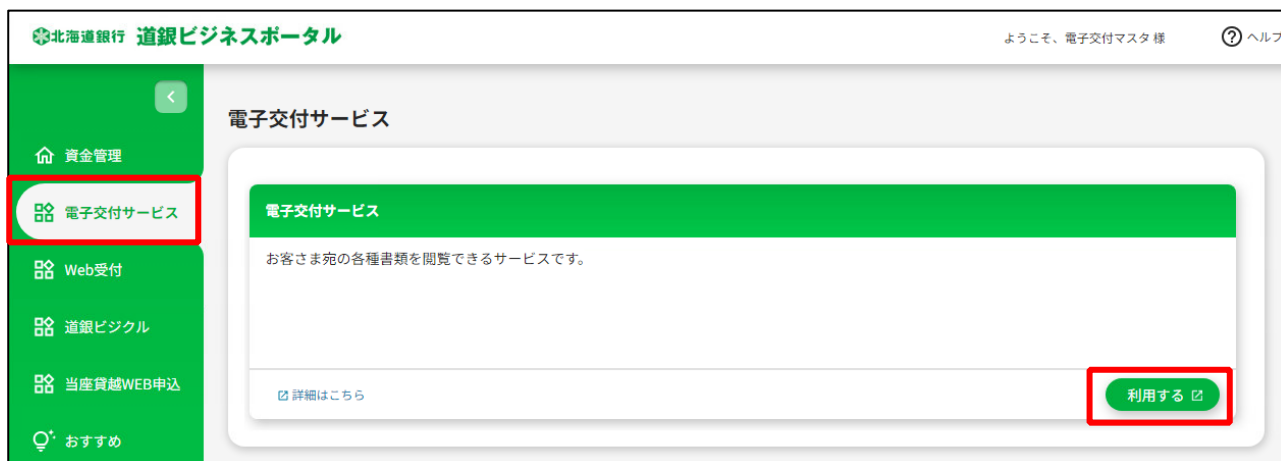 北海道銀行 道銀ビジネスポータル
ようこそ、電子交付マスタ 様
ヘルプ
資金管理
電子交付サービス
Web受付
道銀ビジクル
当座貸越WEB申込
おすすめ
電子交付サービス
電子交付サービス
お客さま宛の各種書類を閲覧できるサービスです。
詳細はこちら
利用する